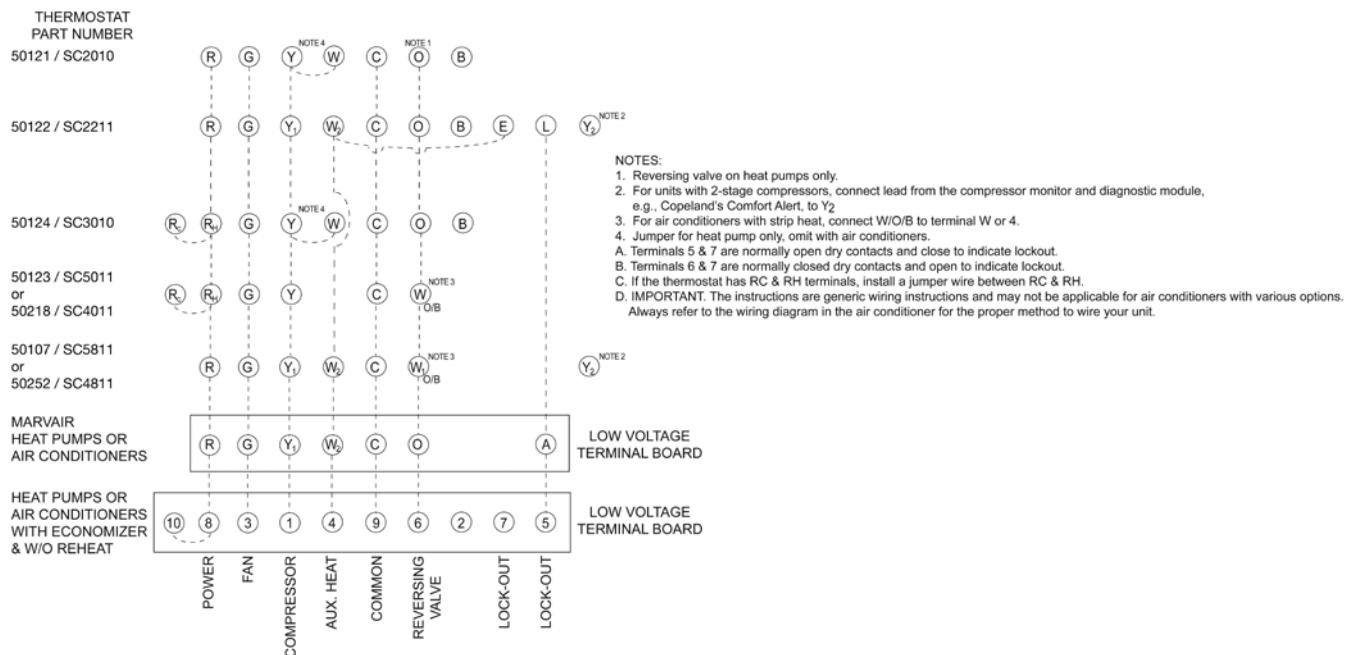 THERMOSTAT
PART NUMBER
50121 / SC2010
R G Y NOTE 4 W C NOTE 1 O B
50122 / SC2211
R G Y1 W2 C O B E L Y2 NOTE 2
50124 / SC3010
RC RH G Y NOTE 4 W C O B
50123 / SC5011
or
50218 / SC4011
RC RH G Y C W NOTE 3
O/B
50107 / SC5811
or
50252 / SC4811
R G Y1 W2 C W1 NOTE 3 Y2 NOTE 2
O/B
NOTES:
1. Reversing valve on heat pumps only.
2. For units with 2-stage compressors, connect lead from the compressor monitor and diagnostic module,
e.g., Copeland's Comfort Alert, to Y2
3. For air conditioners with strip heat, connect W/O/B to terminal W or 4.
4. Jumper for heat pump only, omit with air conditioners.
A. Terminals 5 & 7 are normally open dry contacts and close to indicate lockout.
B. Terminals 6 & 7 are normally closed dry contacts and open to indicate lockout.
C. If the thermostat has RC & RH terminals, install a jumper wire between RC & RH.
D. IMPORTANT. The instructions are generic wiring instructions and may not be applicable for air conditioners with various options.
Always refer to the wiring diagram in the air conditioner for the proper method to wire your unit.
MARVAIR
HEAT PUMPS OR
AIR CONDITIONERS
R G Y1 W2 C O A
LOW VOLTAGE
TERMINAL BOARD
HEAT PUMPS OR
AIR CONDITIONERS
WITH ECONOMIZER
& W/O REHEAT
10 8 3 1 4 9 6 2 7 5
LOW VOLTAGE
TERMINAL BOARD
POWER
FAN
COMPRESSOR
AUX. HEAT
COMMON
REVERSING
VALVE
LOCK-OUT
LOCK-OUT